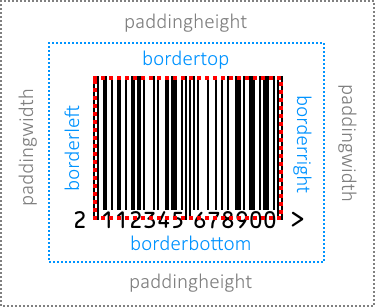 paddingheight
bordertop
paddingwidth
borderleft
borderright
paddingwidth
2 112345 678900 >
borderbottom
paddingheight